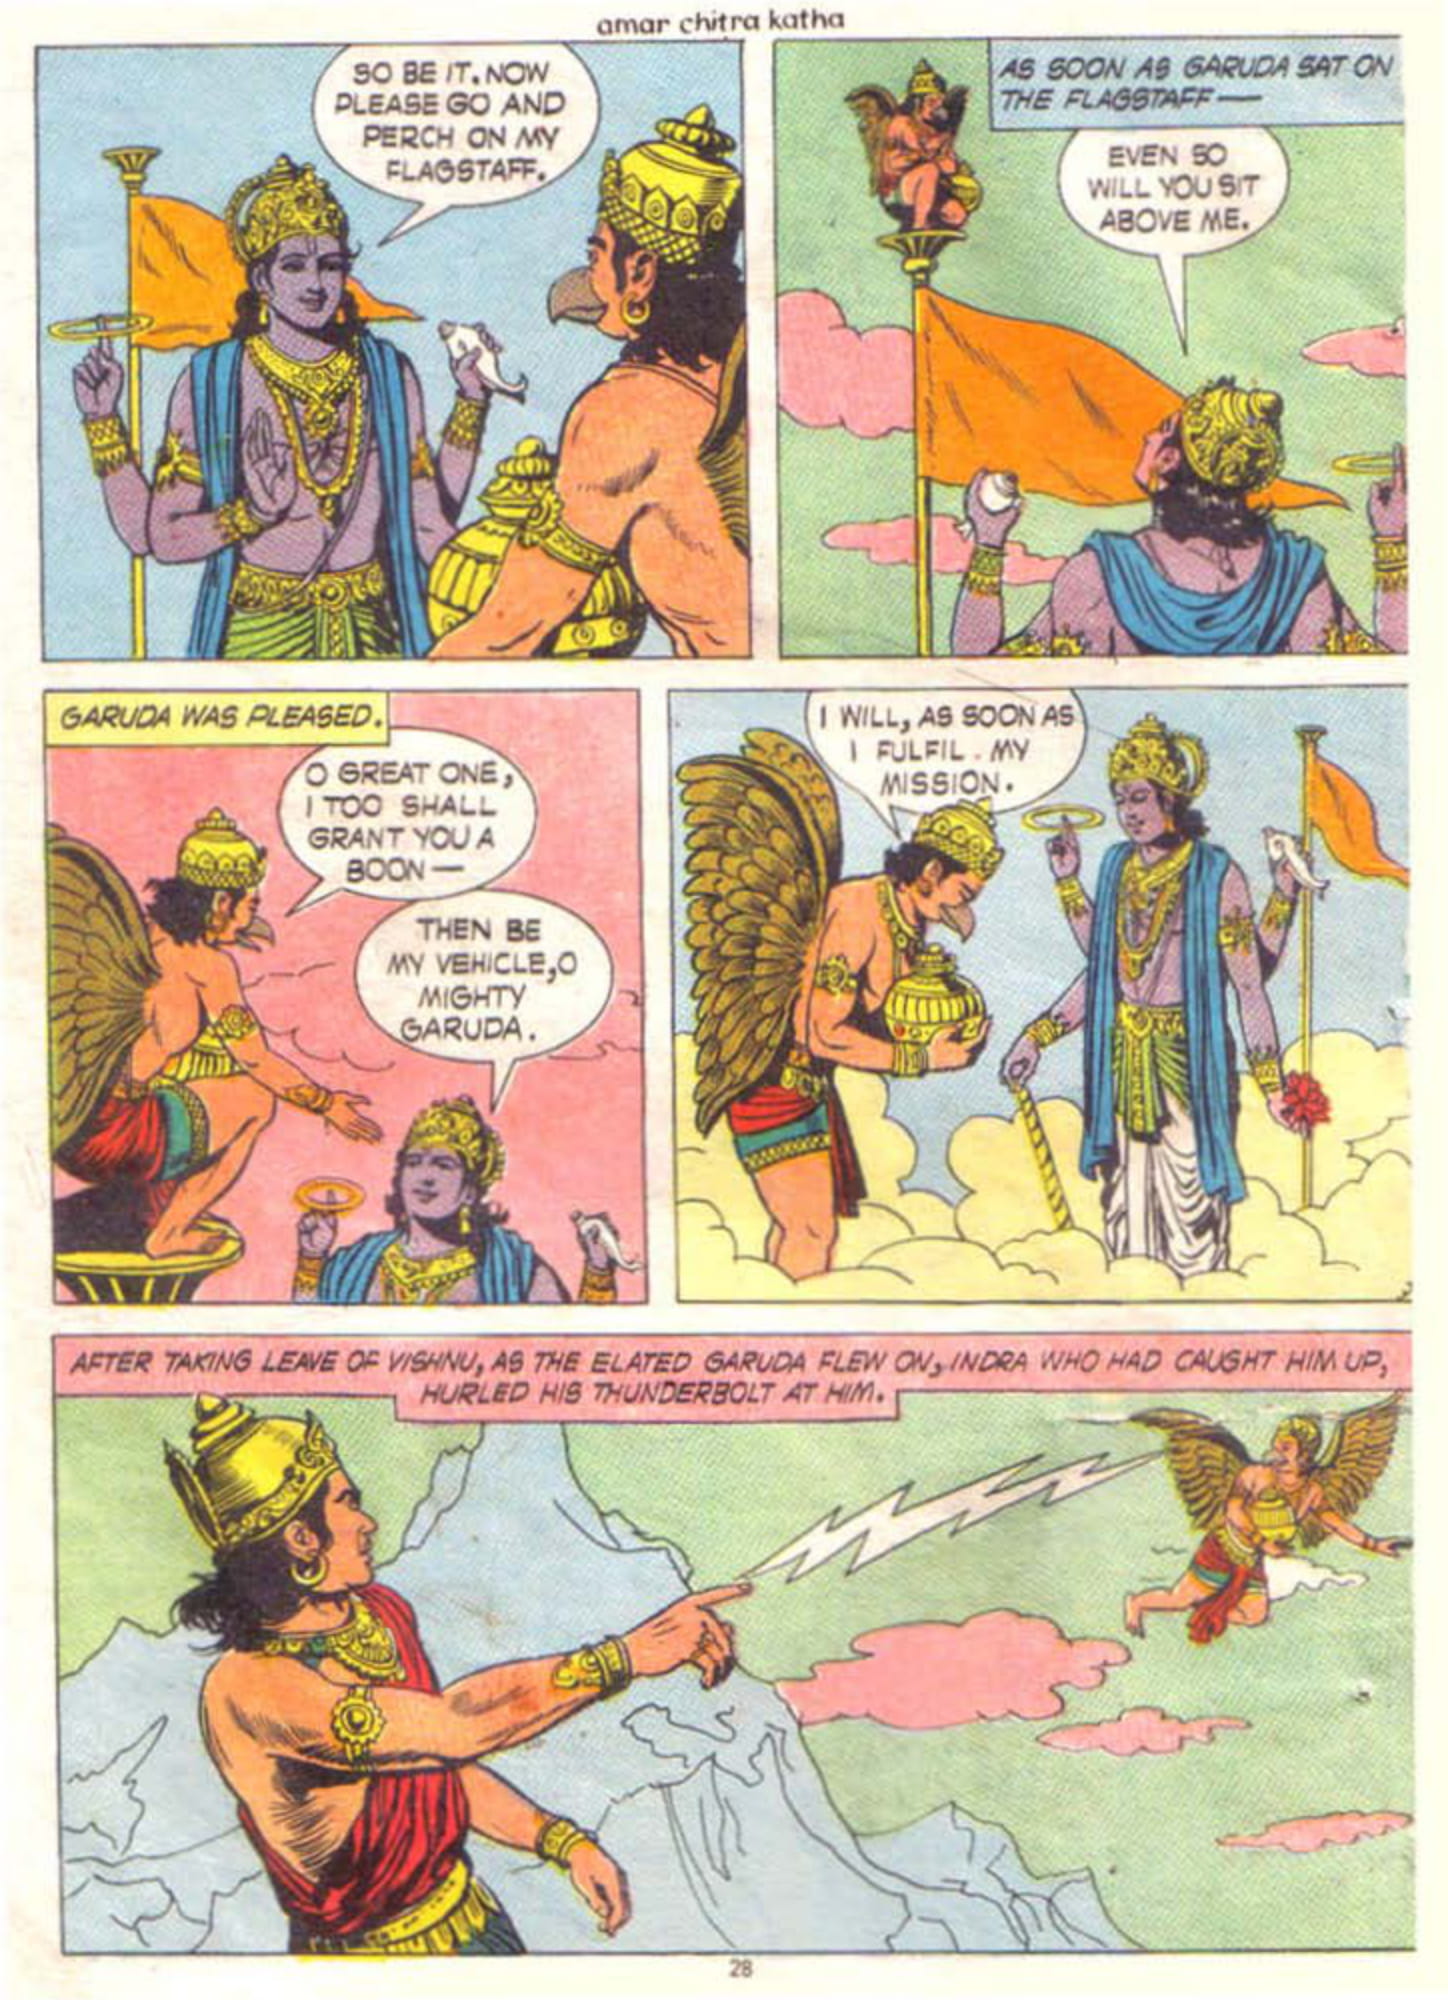 amar chitra katha
SO BE IT. NOW
PLEASE GO AND
PERCH ON MY
FLAGSTAFF.
AS SOON AS GARUDA SAT ON
THE FLAGSTAFF —
EVEN SO
WILL YOU SIT
ABOVE ME.
GARUDA WAS PLEASED.
O GREAT ONE,
I TOO SHALL
GRANT YOU A
BOON —
THEN BE
MY VEHICLE, O
MIGHTY
GARUDA.
I WILL, AS SOON AS
I FULFIL . MY
MISSION.
AFTER TAKING LEAVE OF VISHNU, AS THE ELATED GARUDA FLEW ON, INDRA WHO HAD CAUGHT HIM UP,
HURLED HIS THUNDERBOLT AT HIM.
28